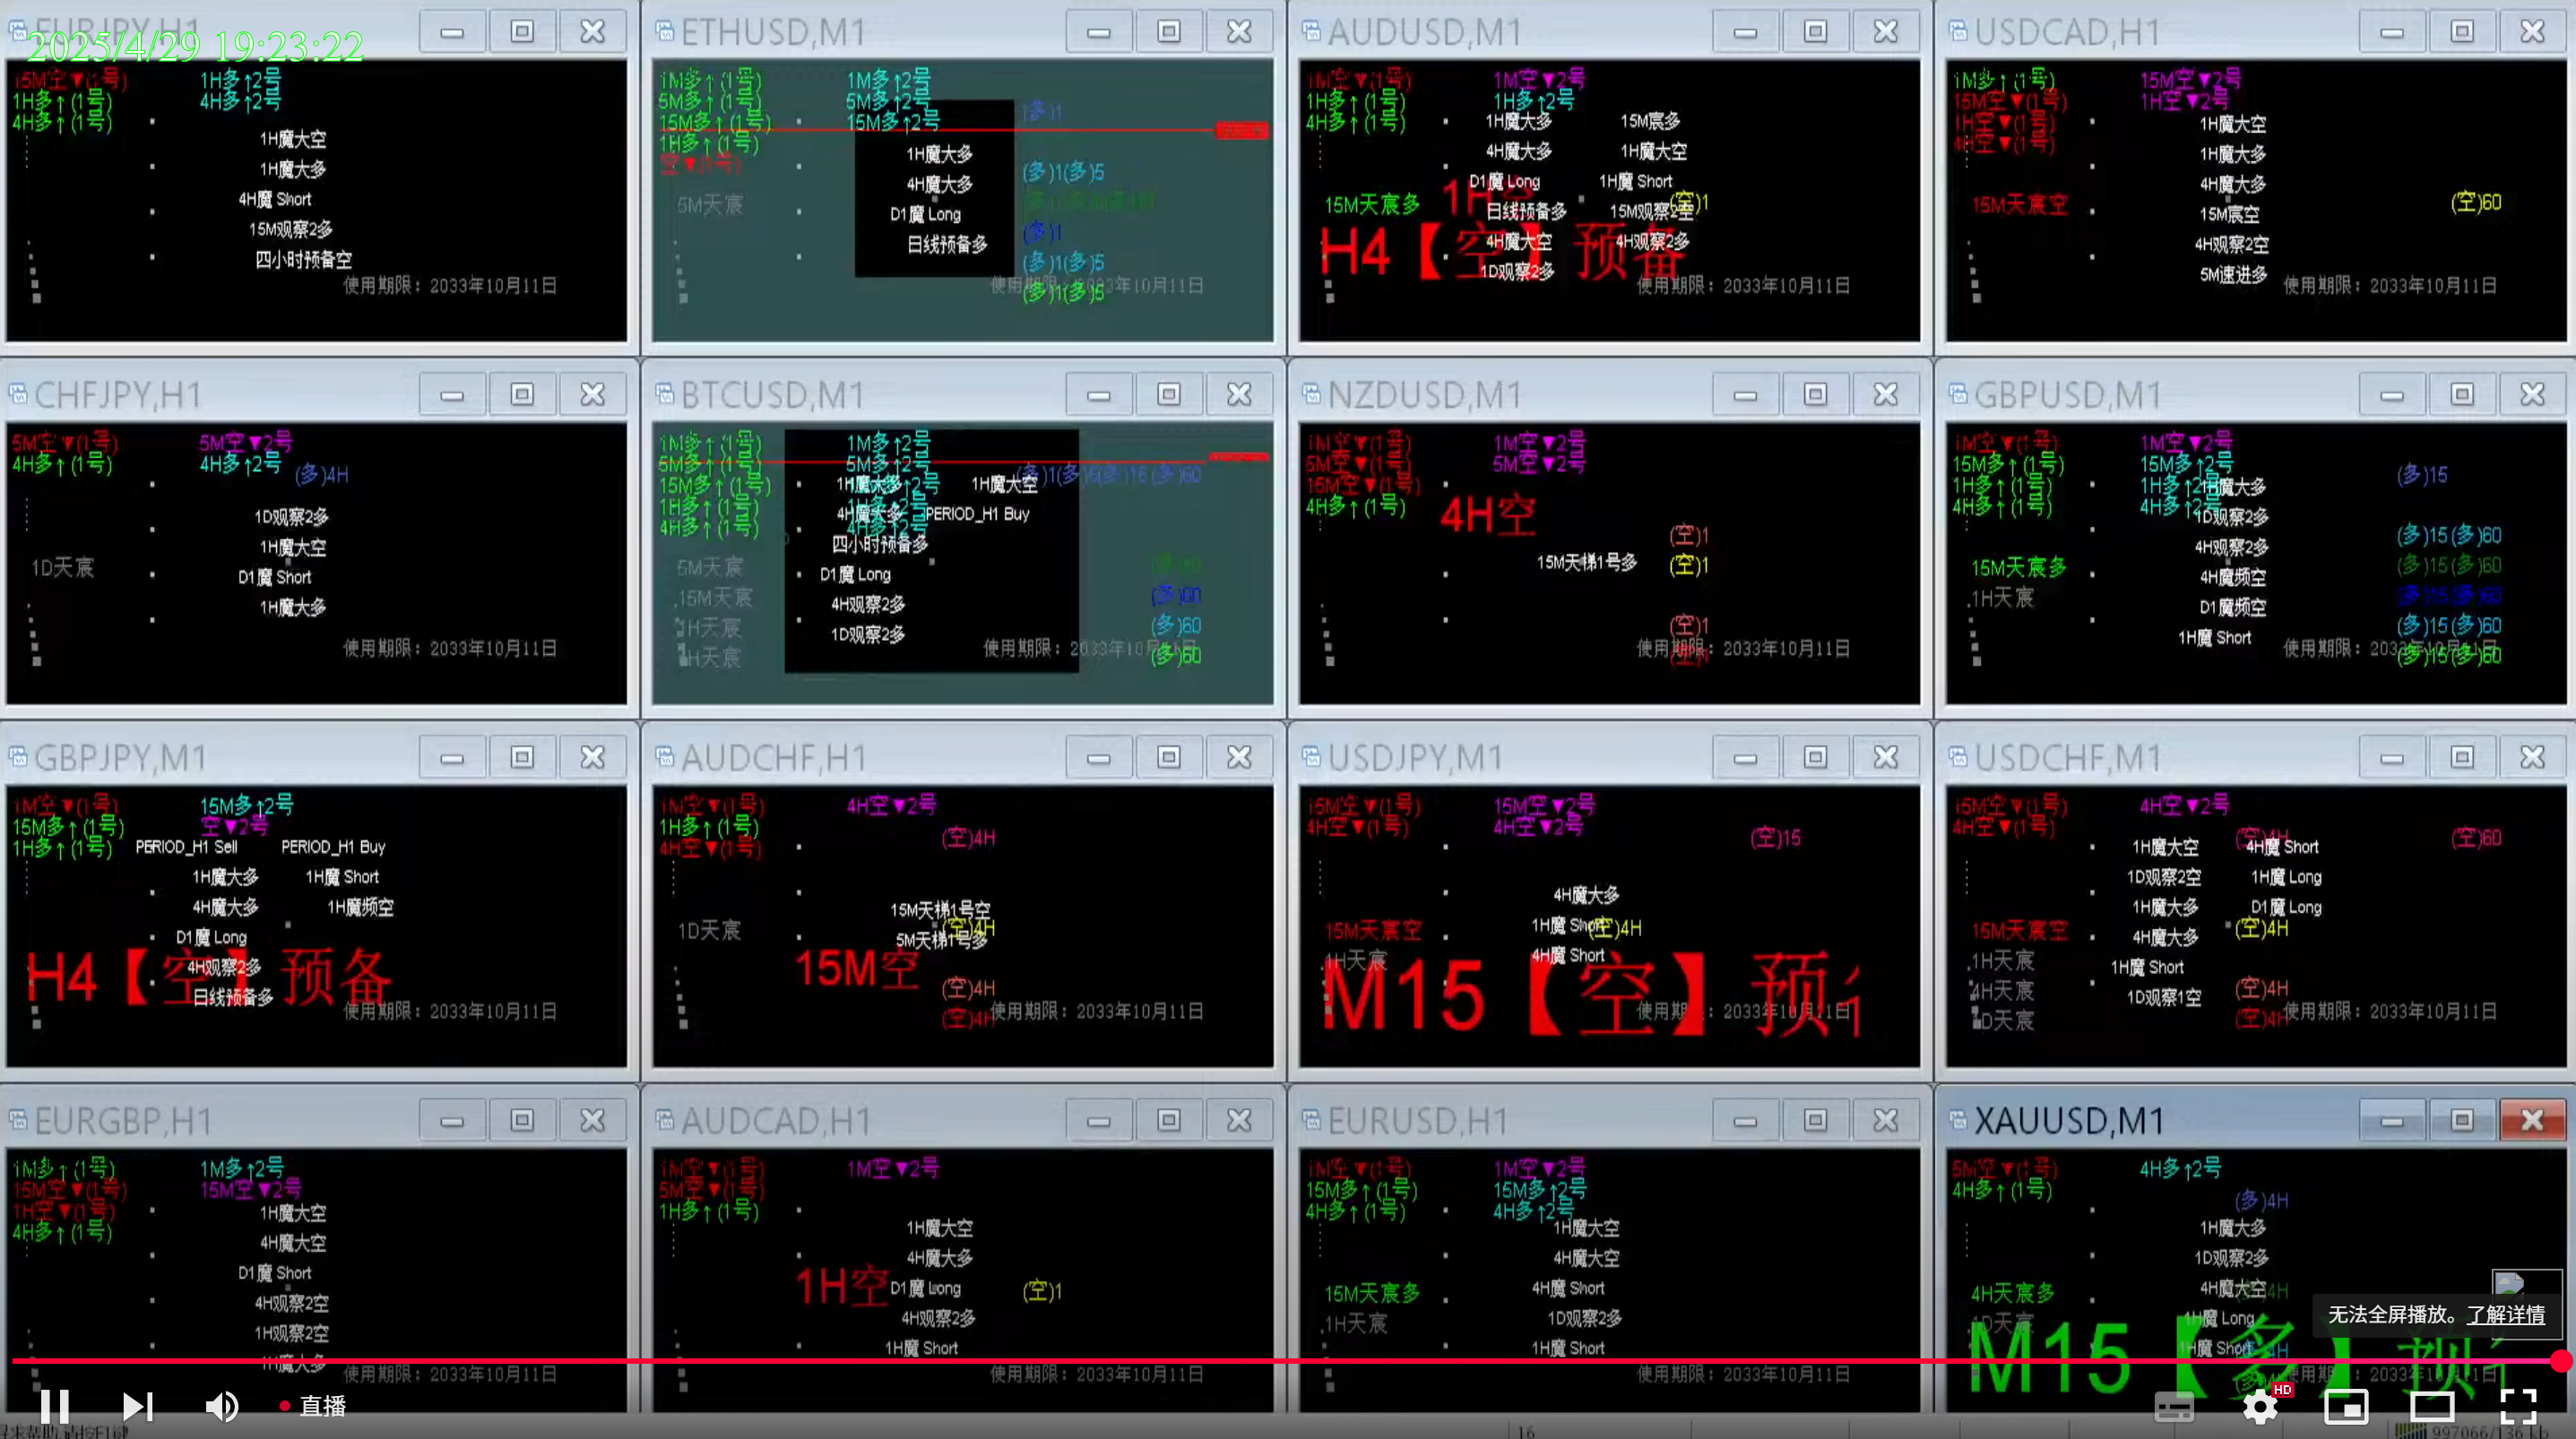 EURJPY,H1
2025/4/29 19:23:22
15M空▼(1号) 1H多↑2号
1H多↑(1号) 4H多↑2号
4H多↑(1号)
1H魔大空
1H魔大多
4H魔 Short
15M观察2多
四小时预备空
使用期限：2033年10月11日
ETHUSD,M1
1M多↑(1号) 1M多↑2号
5M多↑(1号) 5M多↑2号
15M多↑(1号) 15M多↑2号
1H多↑(1号)
空▼(1号)
(多)1
1H魔大多
4H魔大多 (多)1(多)5
5M天宸
D1魔 Long
日线预备多 (多)1
(多)1(多)5
使用期限：2033年10月11日
(多)1(多)5
AUDUSD,M1
1M空▼(1号) 1M空▼2号
1H多↑(1号) 1H多↑2号
4H多↑(1号) 1H魔大多 15M宸多
4H魔大多 1H魔大空
D1魔 Long 1H魔 Short
15M天宸多 1H空 (空)1
日线预备多 15M观察2空
H4【空】预备
4H魔大空 4H观察2多
1D观察2多
使用期限：2033年10月11日
USDCAD,H1
1M多↑(1号) 15M空▼2号
15M空▼(1号) 1H空▼2号
1H空▼(1号) 1H魔大空
4H空▼(1号) 1H魔大多
4H魔大多
15M天宸空 15M宸空 (空)60
4H观察2空
5M速进多
使用期限：2033年10月11日
CHFJPY,H1
5M空▼(1号) 5M空▼2号
4H多↑(1号) 4H多↑2号
(多)4H
1D观察2多
1H魔大空
1D天宸 D1魔 Short
1H魔大多
使用期限：2033年10月11日
BTCUSD,M1
1M多↑(1号) 1M多↑2号
5M多↑(1号) 5M多↑2号
15M多↑(1号) 15M多↑2号
1H多↑(1号) 1H多↑2号
4H多↑(1号) 4H多↑2号
(多)1(多)5(多)15(多)60
1H魔大多 1H魔大空
4H魔大多 PERIOD_H1 Buy
四小时预备多
5M天宸 D1魔 Long
15M天宸 4H观察2多 (多)60
1H天宸 1D观察2多 (多)60
使用期限：2033年10月11日
4H天宸 (多)60
NZDUSD,M1
1M空▼(1号) 1M空▼2号
5M空▼(1号) 5M空▼2号
15M空▼(1号)
4H多↑(1号)
4H空
(空)1
15M天梯1号多 (空)1
(空)1
使用期限：2033年10月11日
GBPUSD,M1
1M空▼(1号) 1M空▼2号
15M多↑(1号) 15M多↑2号
1H多↑(1号) 1H多↑2号
4H多↑(1号) 4H多↑2号
(多)15
1H魔大多
1D观察2多
4H观察2多 (多)15(多)60
15M天宸多 4H魔频空 (多)15(多)60
1H天宸 D1魔频空 (多)15(多)60
1H魔 Short (多)15(多)60
使用期限：2033年10月11日
(多)15(多)60
GBPJPY,M1
1M空▼(1号) 15M多↑2号
15M多↑(1号) 空▼2号
1H多↑(1号) PERIOD_H1 Sell PERIOD_H1 Buy
1H魔大多 1H魔 Short
4H魔大多 1H魔频空
D1魔 Long
H4【空】预备
4H观察2多
日线预备多
使用期限：2033年10月11日
AUDCHF,H1
1M空▼(1号) 4H空▼2号
1H多↑(1号) (空)4H
4H空▼(1号)
15M天梯1号空
1D天宸 (空)4H
5M天梯1号多
15M空
(空)4H
(空)4H
使用期限：2033年10月11日
USDJPY,M1
15M空▼(1号) 15M空▼2号
4H空▼(1号) 4H空▼2号
(空)15
4H魔大多
15M天宸空 1H魔 Short (空)4H
1H天宸 4H魔 Short
M15【空】预
使用期限：2033年10月11日
USDCHF,M1
15M空▼(1号) 4H空▼2号
4H空▼(1号)
(空)4H (空)60
1H魔大空 4H魔 Short
1D观察2空 1H魔 Long
1H魔大多 D1魔 Long
15M天宸空 4H魔大多 (空)4H
1H天宸 1H魔 Short
4H天宸 1D观察1空 (空)4H
1D天宸 (空)4H
使用期限：2033年10月11日
EURGBP,H1
1M多↑(1号) 1M多↑2号
15M空▼(1号) 15M空▼2号
1H空▼(1号) 1H魔大空
4H多↑(1号) 4H魔大空
D1魔 Short
4H观察2空
1H观察2空
1H魔大多
使用期限：2033年10月11日
AUDCAD,H1
1M空▼(1号) 1M空▼2号
5M空▼(1号)
1H多↑(1号)
1H魔大空
4H魔大多
1H空 D1魔 Long (空)1
4H观察2多
1H魔 Short
使用期限：2033年10月11日
EURUSD,H1
1M空▼(1号) 1M空▼2号
15M多↑(1号) 15M多↑2号
4H多↑(1号) 4H多↑2号
1H魔大空
4H魔大空
15M天宸多 4H魔 Short
1H天宸 1D观察2多
1H魔 Short
使用期限：2033年10月11日
XAUUSD,M1
5M空▼(1号) 4H多↑2号
4H多↑(1号) (多)4H
1H魔大多
1D观察2多
4H天宸多 4H魔大空
1D天宸 1H魔 Long
1H魔 Short
M15【多】预
使用期限：2033年10月11日
无法全屏播放。了解详情
直播
HD
寻求帮助,请按F1键
16
997066/136 kb